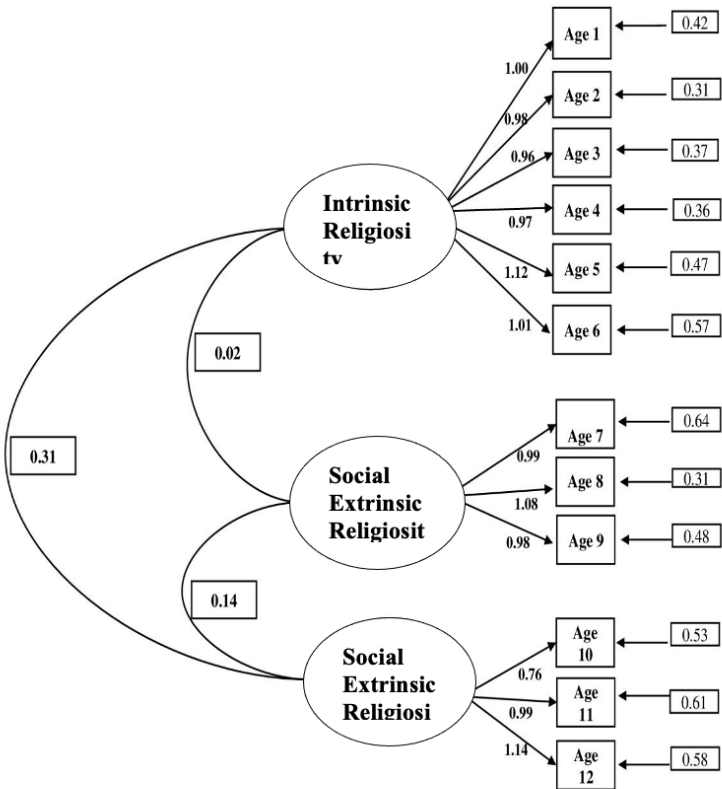 Age 1
0.42
1.00
Age 2
0.31
0.98
Age 3
0.37
0.96
Intrinsic
Religiosi
ty
Age 4
0.36
0.97
Age 5
0.47
1.12
Age 6
0.57
1.01
0.02
0.31
Age 7
0.64
0.99
Social
Extrinsic
Religiosit
Age 8
0.31
1.08
Age 9
0.48
0.98
0.14
Age
10
0.53
0.76
Social
Extrinsic
Religiosi
Age
11
0.61
0.99
Age
12
0.58
1.14